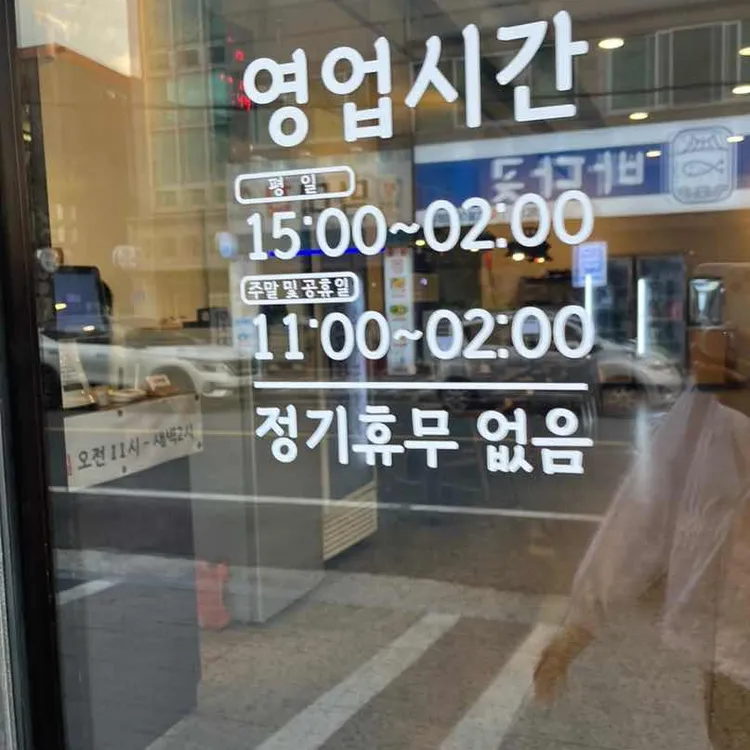 영업시간
평일
15:00~02:00
주말 및 공휴일
11:00~02:00
정기휴무 없음
오전 11시~새벽2시